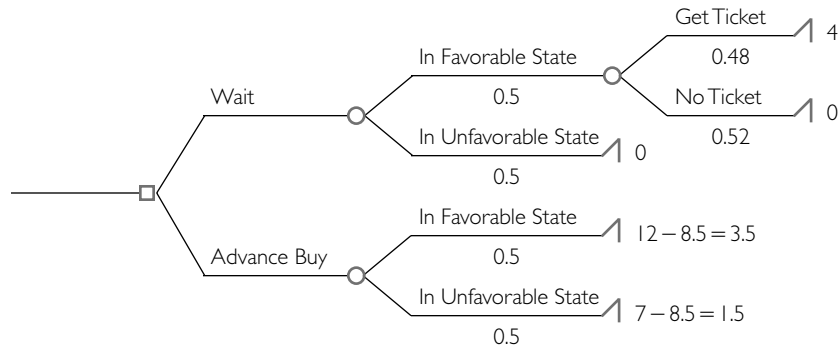 Get Ticket
4
0.48
In Favorable State
0.5
No Ticket
0
0.52
Wait
In Unfavorable State
0
0.5
In Favorable State
12 – 8.5 = 3.5
0.5
Advance Buy
In Unfavorable State
7 – 8.5 = 1.5
0.5